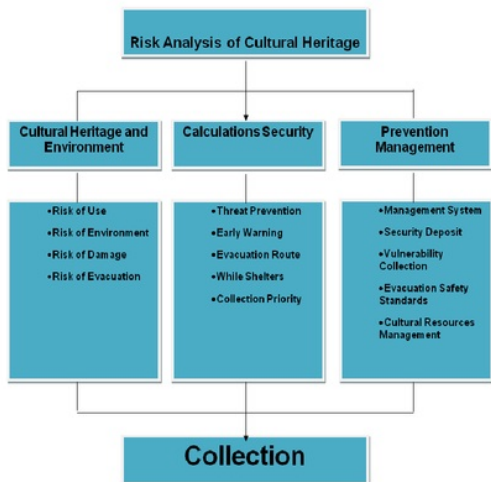 Risk Analysis of Cultural Heritage
Cultural Heritage and
Environment
Calculations Security
Prevention
Management
•Risk of Use
•Risk of Environment
•Risk of Damage
•Risk of Evacuation
•Threat Prevention
•Early Warning
•Evacuation Route
•While Shelters
•Collection Priority
•Management System
•Security Deposit
•Vulnerability
Collection
•Evacuation Safety
Standards
•Cultural Resources
Management
Collection